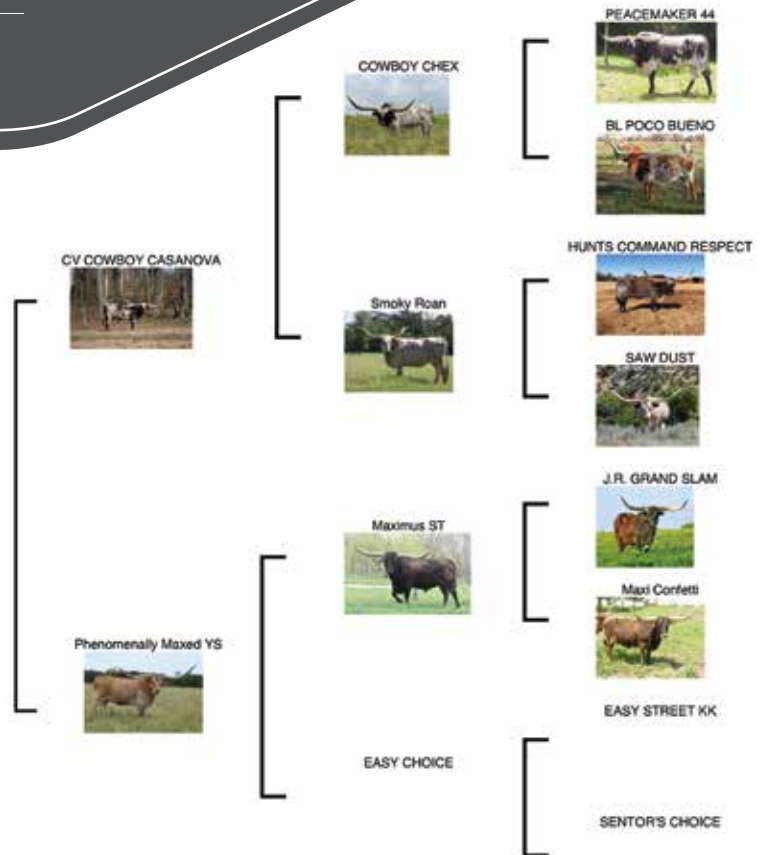 PEACEMAKER 44
COWBOY CHEX
BL POCO BUENO
CV COWBOY CASANOVA
HUNTS COMMAND RESPECT
Smoky Roan
SAW DUST
J.R. GRAND SLAM
Maximus ST
Maxi Confetti
Phenomenally Maxed YS
EASY STREET KK
EASY CHOICE
SENTOR'S CHOICE